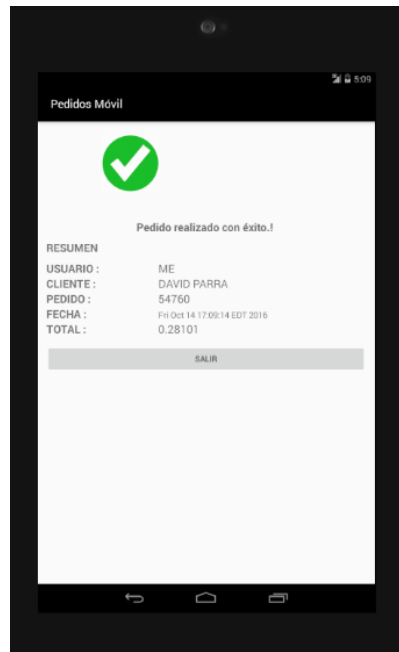 5:09
Pedidos Móvil
Pedido realizado con éxito.!
RESUMEN
USUARIO : ME
CLIENTE : DAVID PARRA
PEDIDO : 54760
FECHA : Fri Oct 14 17:09:14 EDT 2016
TOTAL : 0.28101
SALIR